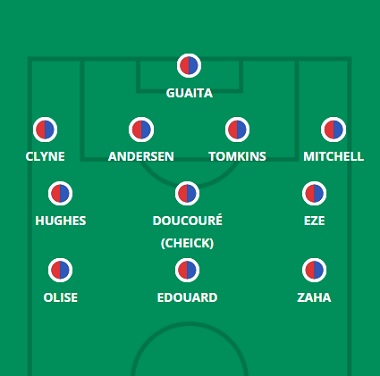 GUAITA
CLYNE ANDERSEN TOMKINS MITCHELL
HUGHES DOUCOURÉ EZE
(CHEICK)
OLISE EDOUARD ZAHA